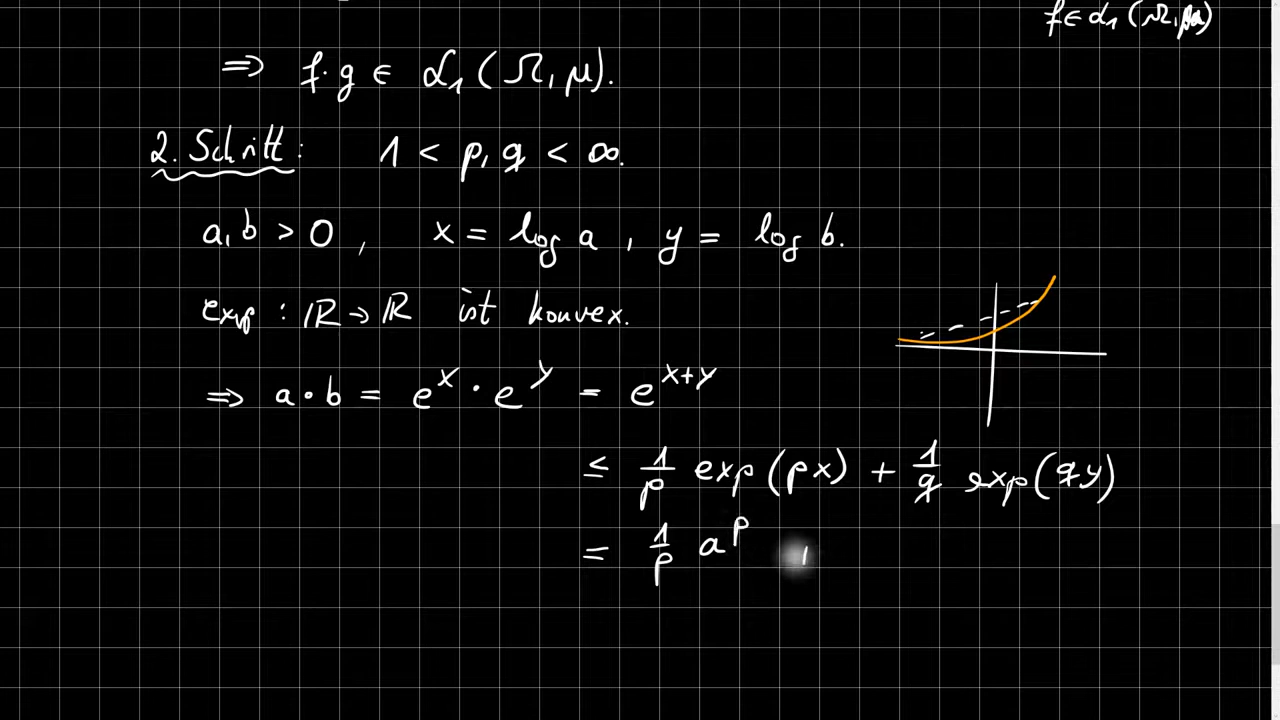 f ∈ L₁(Ω, μ)
⇒ f·g ∈ L₁(Ω, μ).
2. Schritt: 1 < p, q < ∞.
a, b > 0, x = log a, y = log b.
exp: ℝ → ℝ ist konvex.
⇒ a·b = e^x · e^y = e^{x+y}
≤ 1/p exp(px) + 1/q exp(qy)
= 1/p a^p